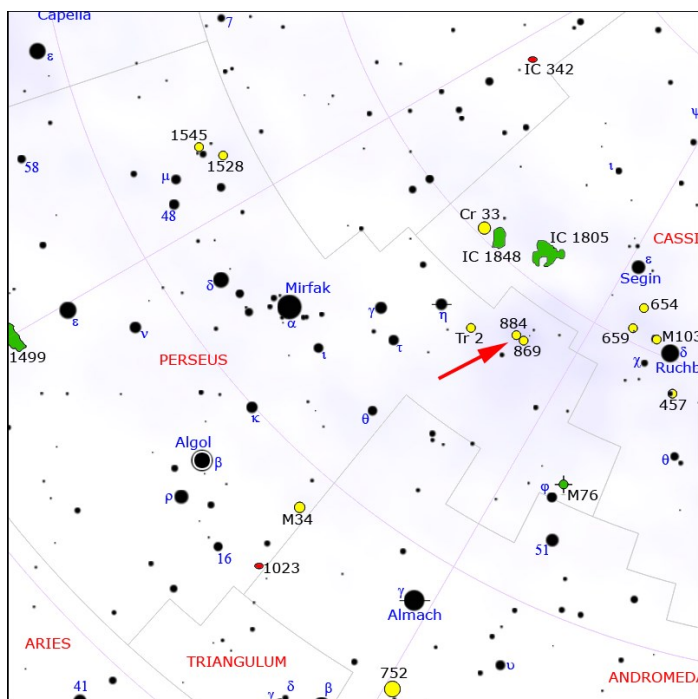 Capella
ε
7
IC 342
ψ
1545
1528
58
μ
48
ι
Cr 33
IC 1848
IC 1805
CASSI
ε
Segin
δ
Mirfak
α
γ
η
Tr 2
884
869
654
659
M103
δ
Ruchb
χ
ε
ν
1499
PERSEUS
ι
τ
457
κ
θ
Algol
β
ρ
θ
M34
φ
M76
16
51
1023
γ
Almach
ARIES
TRIANGULUM
υ
ANDROMEDA
752
41
γ
δ
β